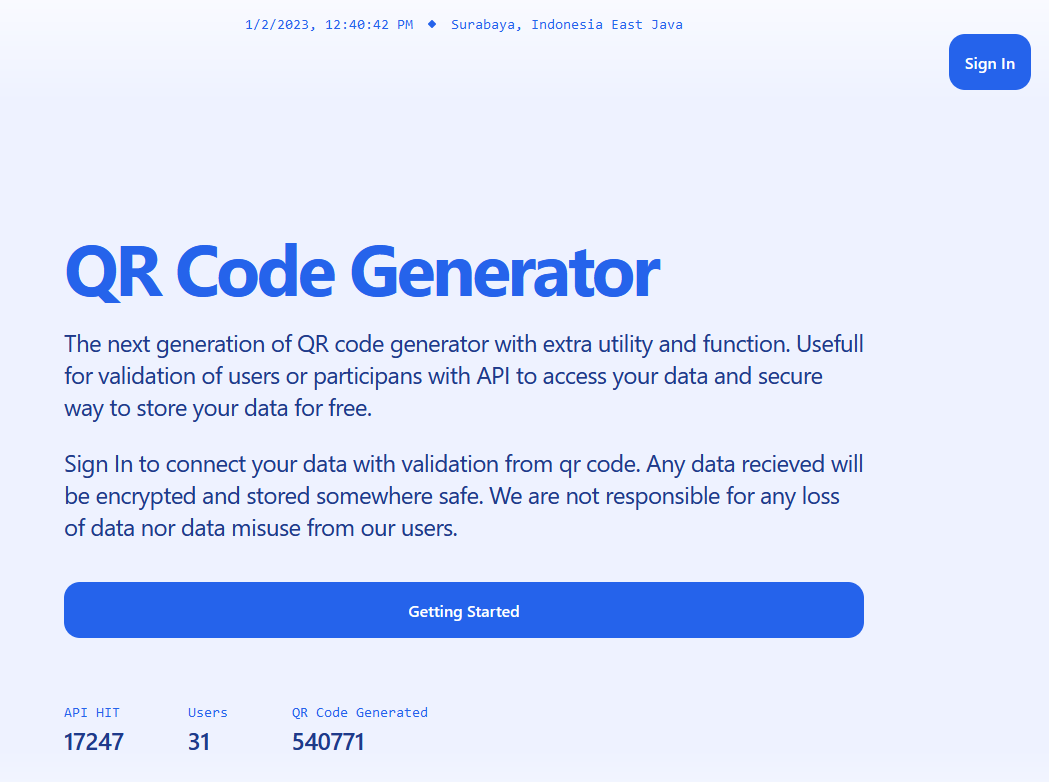 1/2/2023, 12:40:42 PM ◆ Surabaya, Indonesia East Java
Sign In
QR Code Generator
The next generation of QR code generator with extra utility and function. Usefull
for validation of users or participans with API to access your data and secure
way to store your data for free.
Sign In to connect your data with validation from qr code. Any data recieved will
be encrypted and stored somewhere safe. We are not responsible for any loss
of data nor data misuse from our users.
Getting Started
API HIT Users QR Code Generated
17247 31 540771